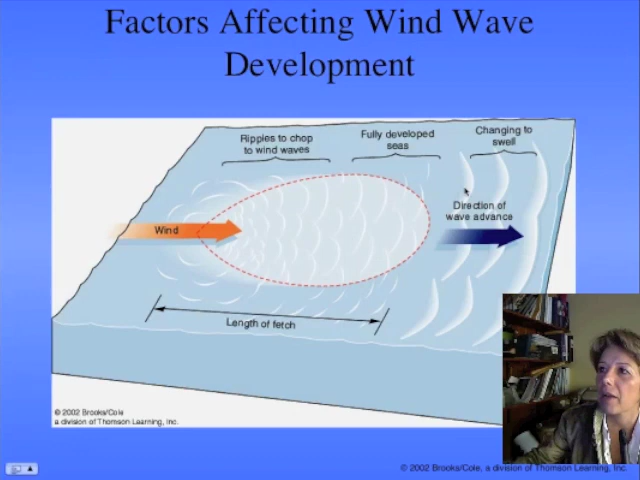 Factors Affecting Wind Wave
Development
Ripples to chop
to wind waves
Fully developed
seas
Changing to
swell
Direction of
wave advance
Wind
Length of fetch
© 2002 Brooks/Cole
a division of Thomson Learning, Inc.
© 2002 Brooks/Cole, a division of Thomson Learning, Inc.